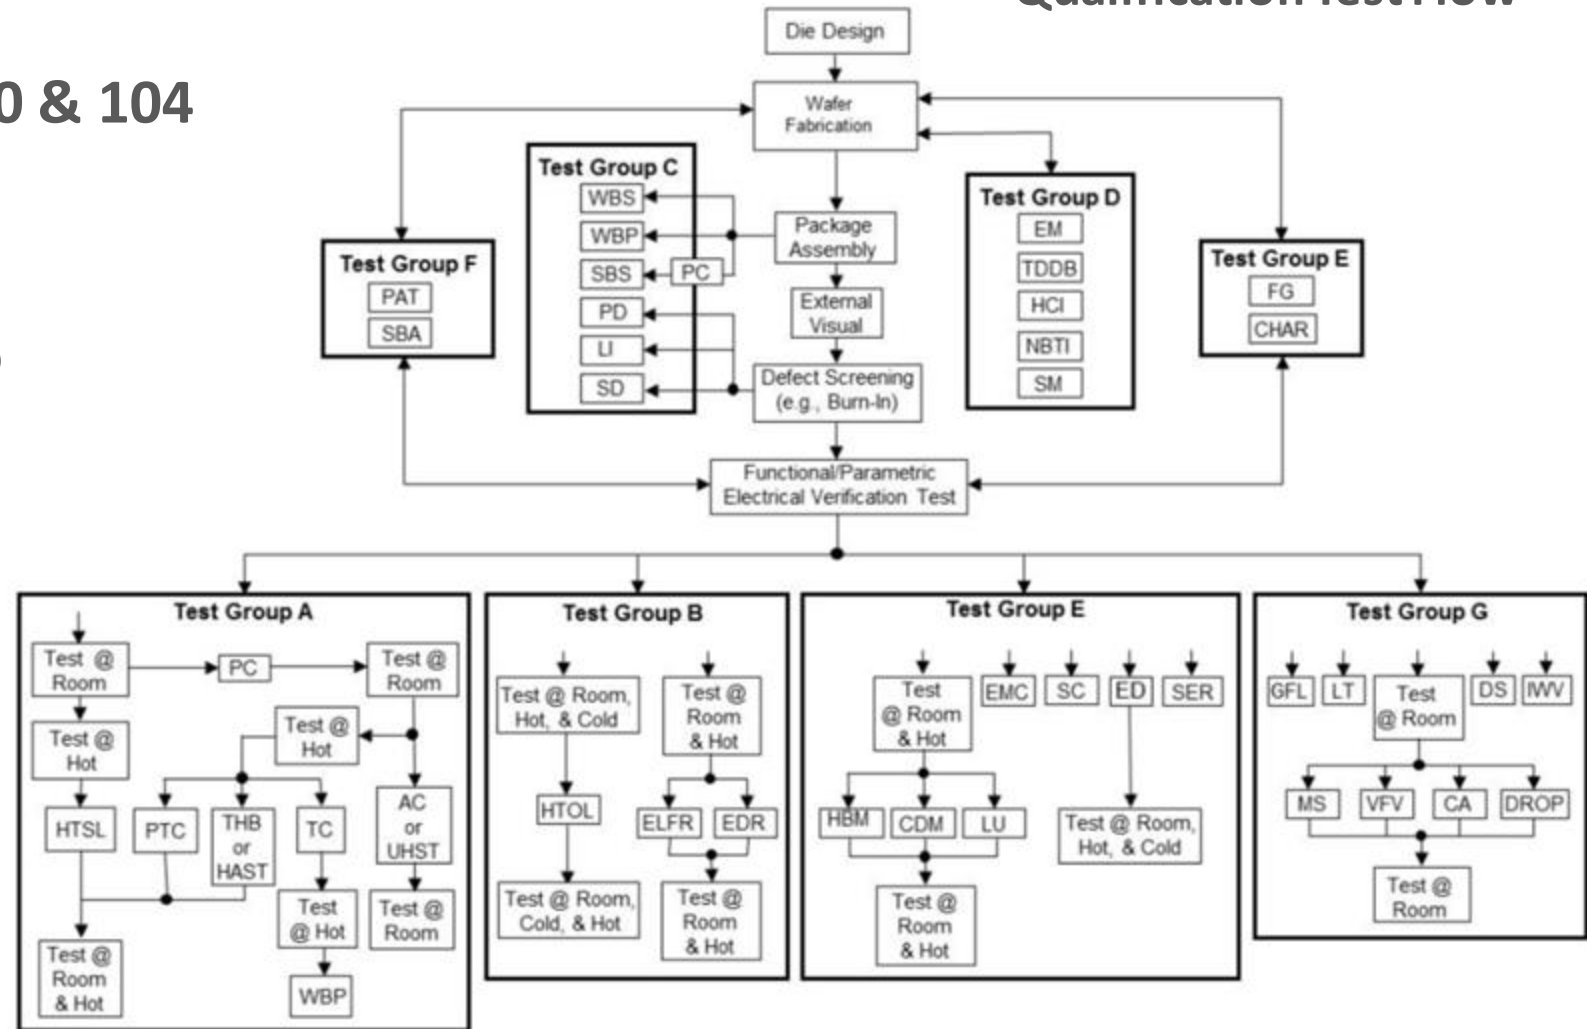 Qualification Test Flow
0 & 104
Die Design
Wafer
Fabrication
Test Group C
WBS
WBP
SBS
PC
PD
LI
SD
Package
Assembly
External
Visual
Defect Screening
(e.g., Burn-In)
Test Group D
EM
TDDB
HCI
NBTI
SM
Test Group F
PAT
SBA
Test Group E
FG
CHAR
Functional/Parametric
Electrical Verification Test
Test Group A
Test @
Room
PC
Test @
Room
Test @
Hot
Test @
Hot
HTSL
PTC
THB
or
HAST
TC
AC
or
UHST
Test
@ Hot
Test @
Room
Test @
Room
& Hot
WBP
Test Group B
Test @ Room,
Hot, & Cold
Test @
Room
& Hot
HTOL
ELFR
EDR
Test @ Room,
Cold, & Hot
Test @
Room
& Hot
Test Group E
Test
@ Room
& Hot
EMC
SC
ED
SER
HBM
CDM
LU
Test @ Room,
Hot, & Cold
Test @
Room
& Hot
Test Group G
GFL
LT
Test
@ Room
DS
IWV
MS
VFV
CA
DROP
Test @
Room